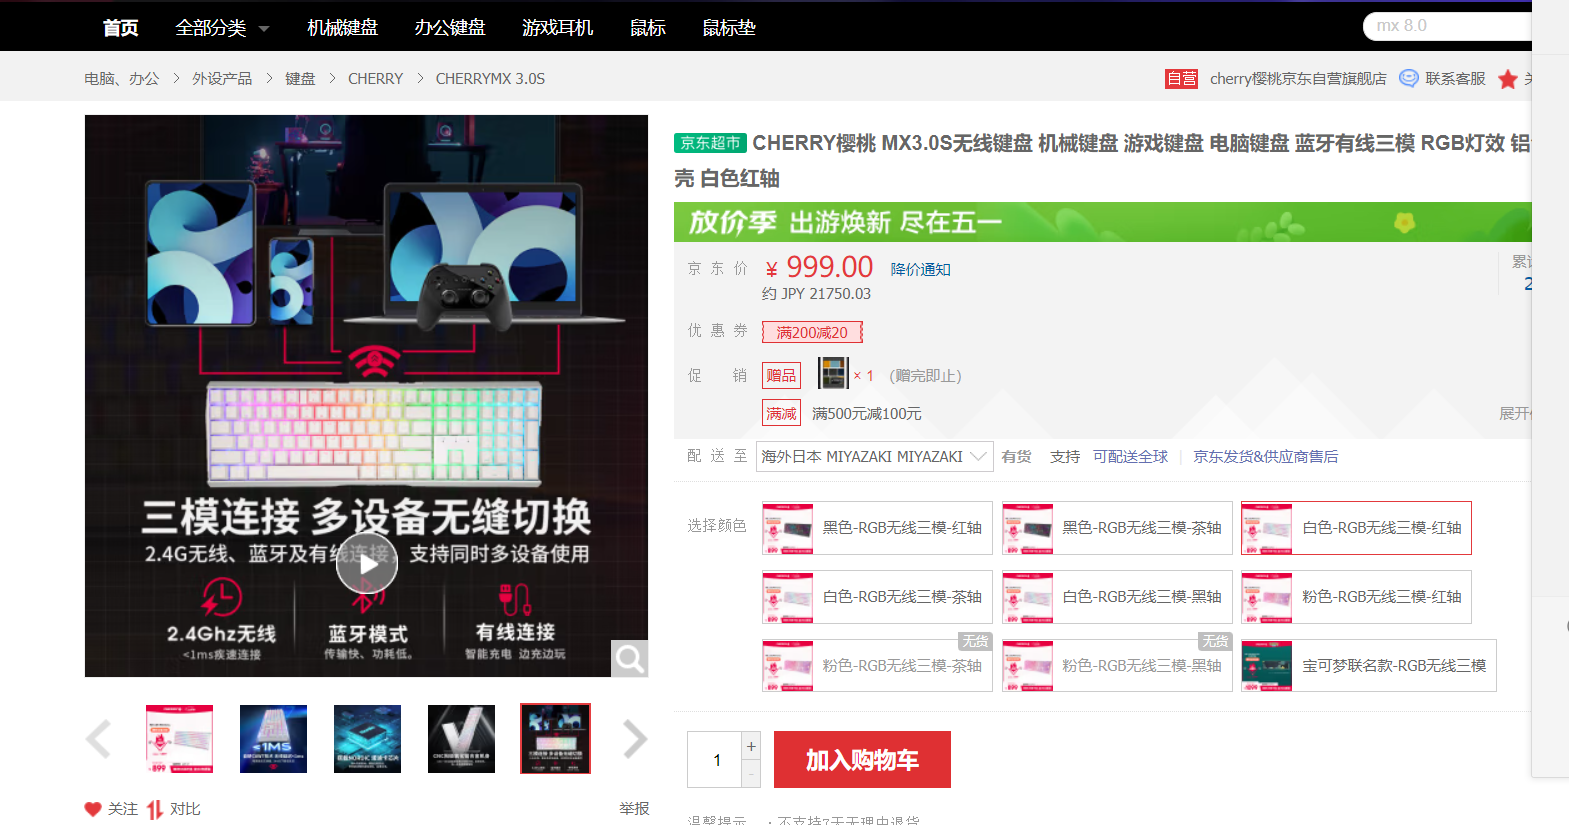 首页 全部分类 机械键盘 办公键盘 游戏耳机 鼠标 鼠标垫 mx 8.0
电脑、办公 > 外设产品 > 键盘 > CHERRY > CHERRYMX 3.0S
自营 cherry樱桃京东自营旗舰店 联系客服
京东超市 CHERRY樱桃 MX3.0S无线键盘 机械键盘 游戏键盘 电脑键盘 蓝牙有线三模 RGB灯效 铝
壳 白色红轴
放价季 出游焕新 尽在五一
京东价 ¥ 999.00 降价通知
累
约 JPY 21750.03
2
优惠券 满200减20
促销 赠品 × 1 (赠完即止)
满减 满500元减100元
展开
配送至 海外日本 MIYAZAKI MIYAZAKI 有货 支持 可配送全球 | 京东发货&供应商售后
选择颜色 黑色-RGB无线三模-红轴 黑色-RGB无线三模-茶轴 白色-RGB无线三模-红轴
白色-RGB无线三模-茶轴 白色-RGB无线三模-黑轴 粉色-RGB无线三模-红轴
无货 无货
粉色-RGB无线三模-茶轴 粉色-RGB无线三模-黑轴 宝可梦联名款-RGB无线三模
1 + - 加入购物车
温馨提示 · 不支持7天无理由退货
三模连接 多设备无缝切换
2.4G无线、蓝牙及有线连接，支持同时多设备使用
2.4Ghz无线 蓝牙模式 有线连接
<1ms疾速连接 传输快、功耗低。 智能充电 边充边玩
899 <1MS
三模连接 多设备无缝切换
关注 对比 举报